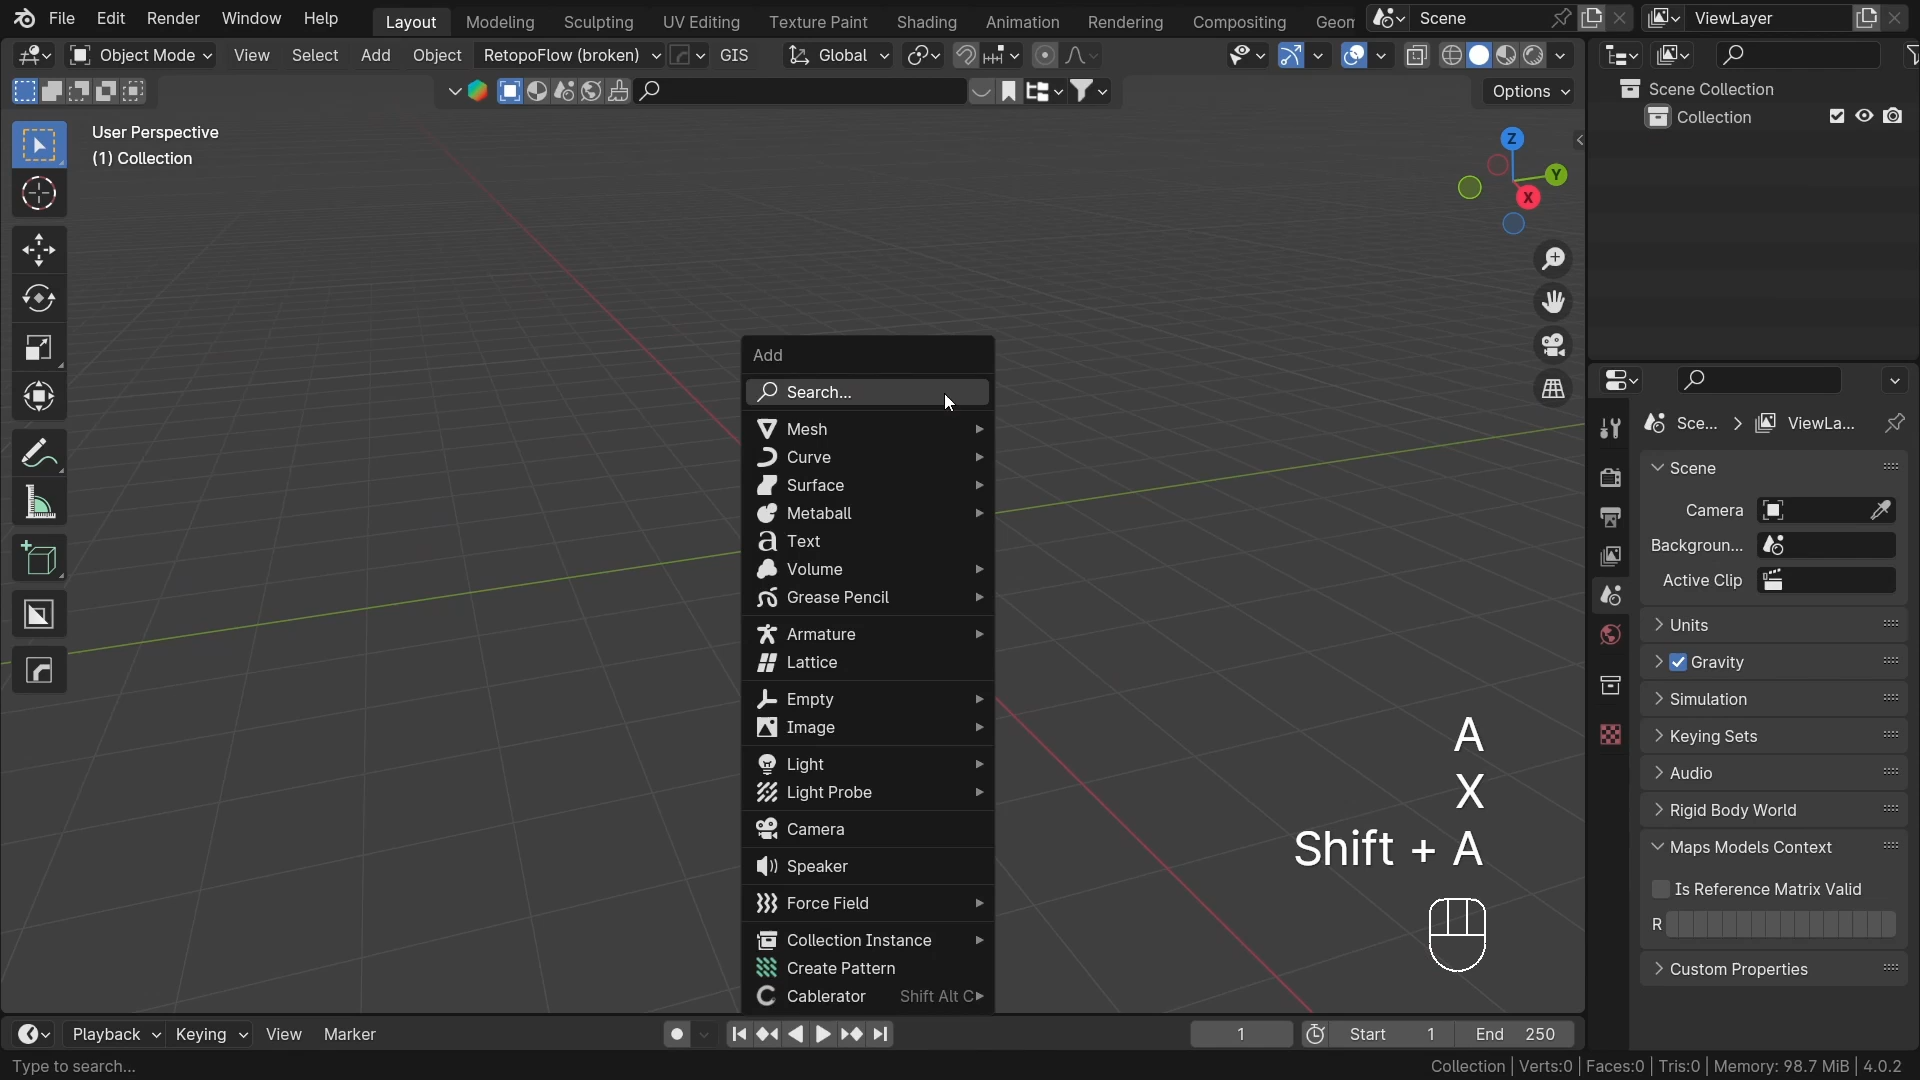 File Edit Render Window Help Layout Modeling Sculpting UV Editing Texture Paint Shading Animation Rendering Compositing Geom Scene ViewLayer
Object Mode View Select Add Object RetopoFlow (broken) GIS Global
Options
User Perspective
(1) Collection
Z
Y
X
Add
Search...
Mesh
Curve
Surface
Metaball
Text
Volume
Grease Pencil
Armature
Lattice
Empty
Image
Light
Light Probe
Camera
Speaker
Force Field
Collection Instance
Create Pattern
Cablerator Shift Alt C
A
X
Shift + A
Scene Collection
Collection
Sce... ViewLa...
Scene
Camera
Backgroun...
Active Clip
Units
Gravity
Simulation
Keying Sets
Audio
Rigid Body World
Maps Models Context
Is Reference Matrix Valid
R
Custom Properties
Playback Keying View Marker 1 Start 1 End 250
Type to search... Collection | Verts:0 | Faces:0 | Tris:0 | Memory: 98.7 MiB | 4.0.2